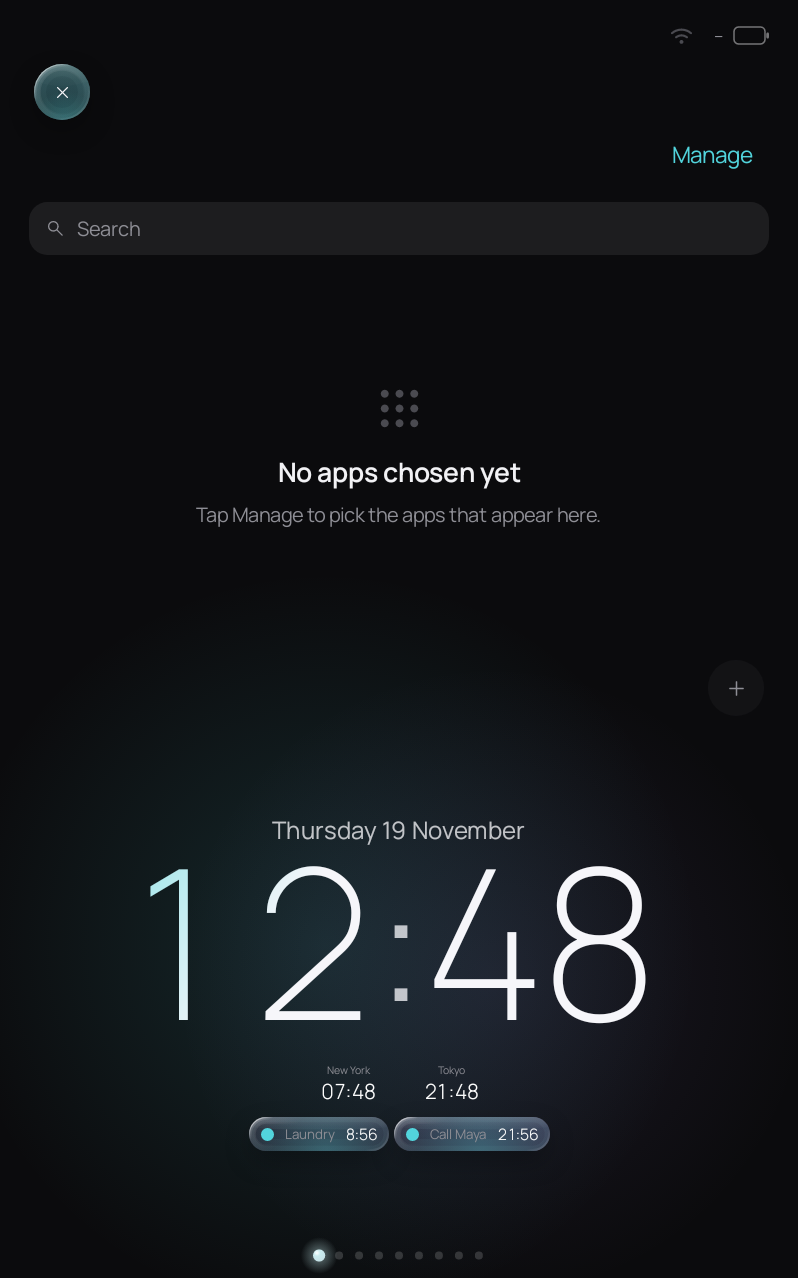 –
Manage
Search
No apps chosen yet
Tap Manage to pick the apps that appear here.
Thursday 19 November
12:48
New York Tokyo
07:48 21:48
Laundry 8:56 Call Maya 21:56